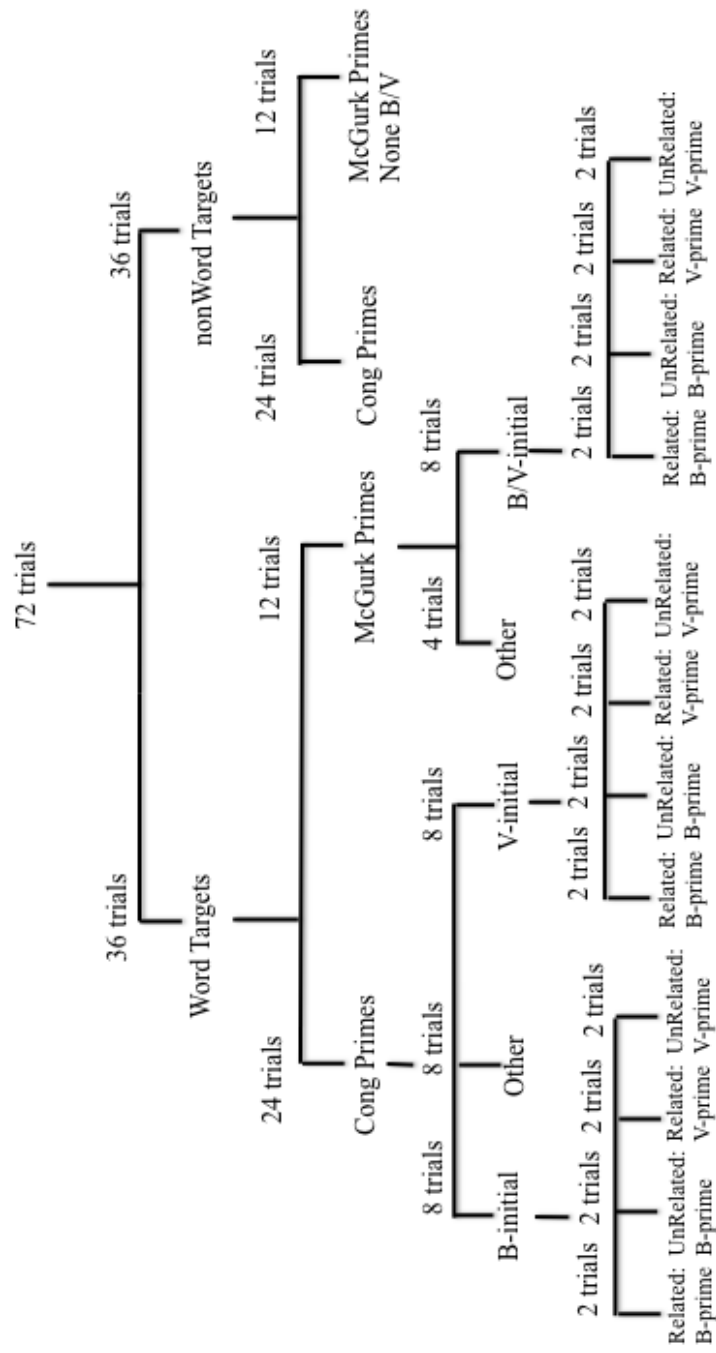 72 trials
36 trials
36 trials
Word Targets
nonWord Targets
24 trials
12 trials
24 trials
12 trials
Cong Primes
McGurk Primes
Cong Primes
McGurk Primes
None B/V
8 trials
8 trials
8 trials
4 trials
8 trials
B-initial
Other
V-initial
Other
B/V-initial
2 trials
2 trials
2 trials
2 trials
Related:
B-prime
UnRelated:
B-prime
Related:
V-prime
UnRelated:
V-prime
2 trials
2 trials
2 trials
2 trials
Related:
B-prime
UnRelated:
B-prime
Related:
V-prime
UnRelated:
V-prime
2 trials
2 trials
2 trials
2 trials
Related:
B-prime
UnRelated:
B-prime
Related:
V-prime
UnRelated:
V-prime